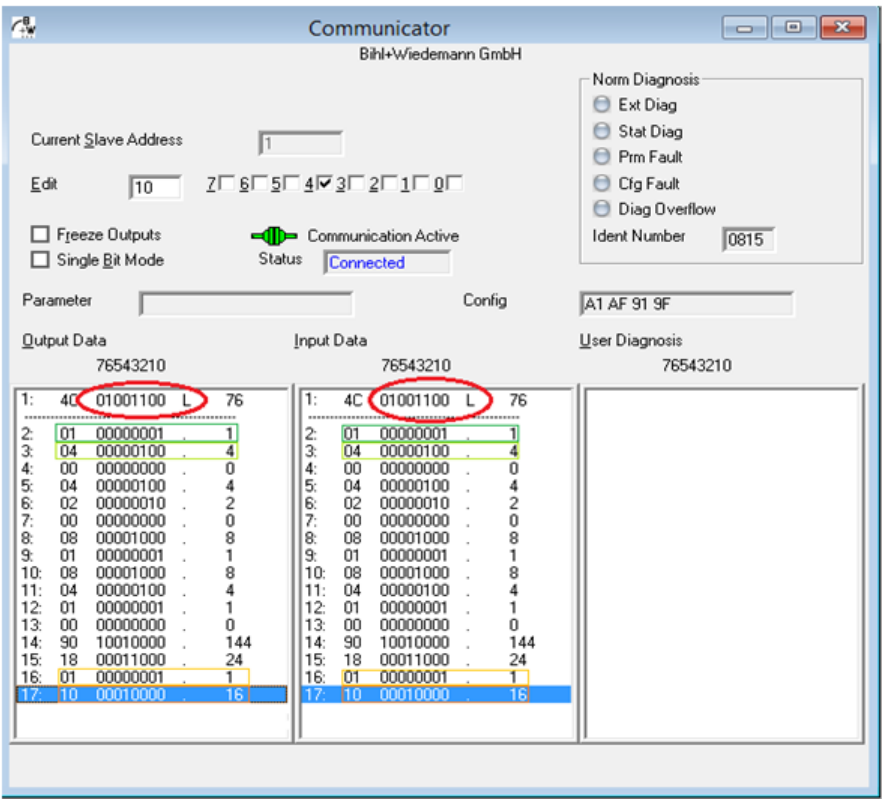 B+W
Communicator
Bihl+Wiedemann GmbH
Norm Diagnosis
Ext Diag
Stat Diag
Prm Fault
Cfg Fault
Diag Overflow
Ident Number 0815
Current Slave Address 1
Edit 10 7 6 5 4 3 2 1 0
Freeze Outputs
Single Bit Mode
Communication Active
Status Connected
Parameter
Config A1 AF 91 9F
Output Data
76543210
1: 4C 01001100 L 76
2: 01 00000001 . 1
3: 04 00000100 . 4
4: 00 00000000 . 0
5: 04 00000100 . 4
6: 02 00000010 . 2
7: 00 00000000 . 0
8: 08 00001000 . 8
9: 01 00000001 . 1
10: 08 00001000 . 8
11: 04 00000100 . 4
12: 01 00000001 . 1
13: 00 00000000 . 0
14: 90 10010000 . 144
15: 18 00011000 . 24
16: 01 00000001 . 1
17: 10 00010000 . 16
Input Data
76543210
1: 4C 01001100 L 76
2: 01 00000001 . 1
3: 04 00000100 . 4
4: 00 00000000 . 0
5: 04 00000100 . 4
6: 02 00000010 . 2
7: 00 00000000 . 0
8: 08 00001000 . 8
9: 01 00000001 . 1
10: 08 00001000 . 8
11: 04 00000100 . 4
12: 01 00000001 . 1
13: 00 00000000 . 0
14: 90 10010000 . 144
15: 18 00011000 . 24
16: 01 00000001 . 1
17: 10 00010000 . 16
User Diagnosis
76543210